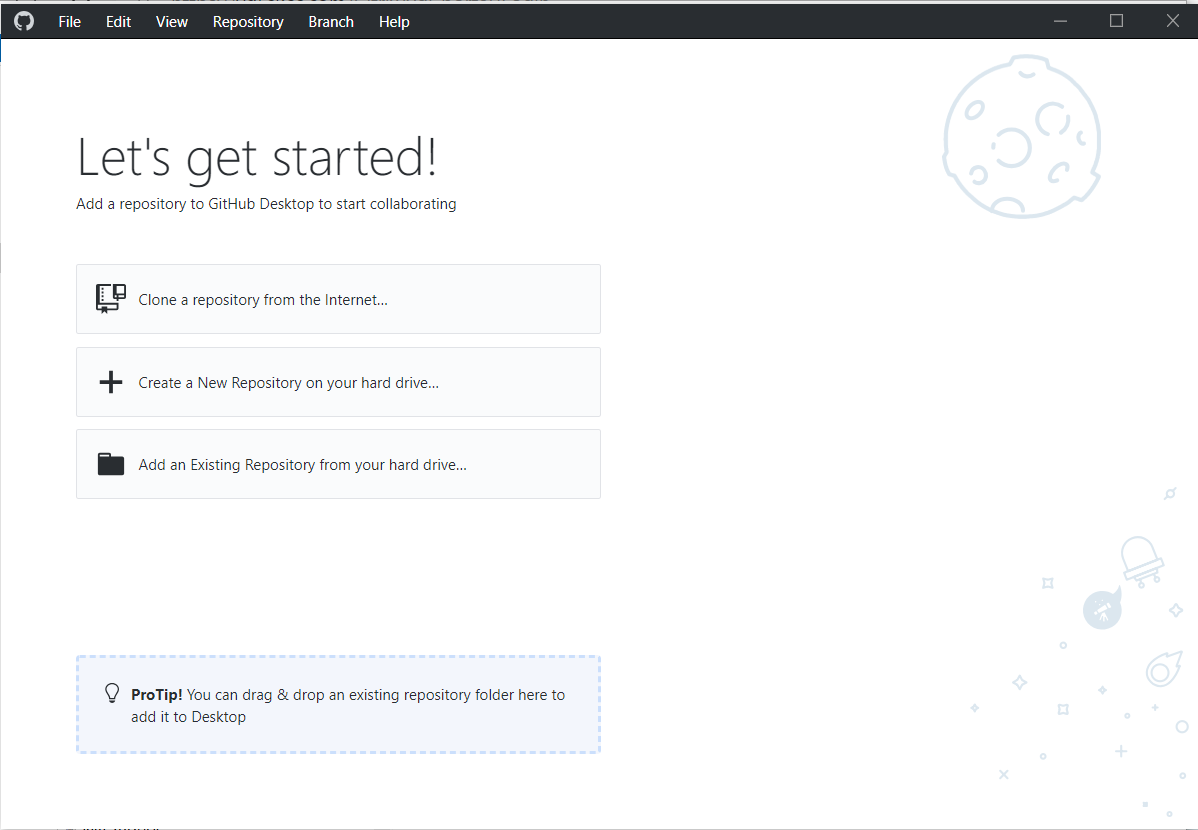 File Edit View Repository Branch Help
Let's get started!
Add a repository to GitHub Desktop to start collaborating
Clone a repository from the Internet...
Create a New Repository on your hard drive...
Add an Existing Repository from your hard drive...
ProTip! You can drag & drop an existing repository folder here to
add it to Desktop